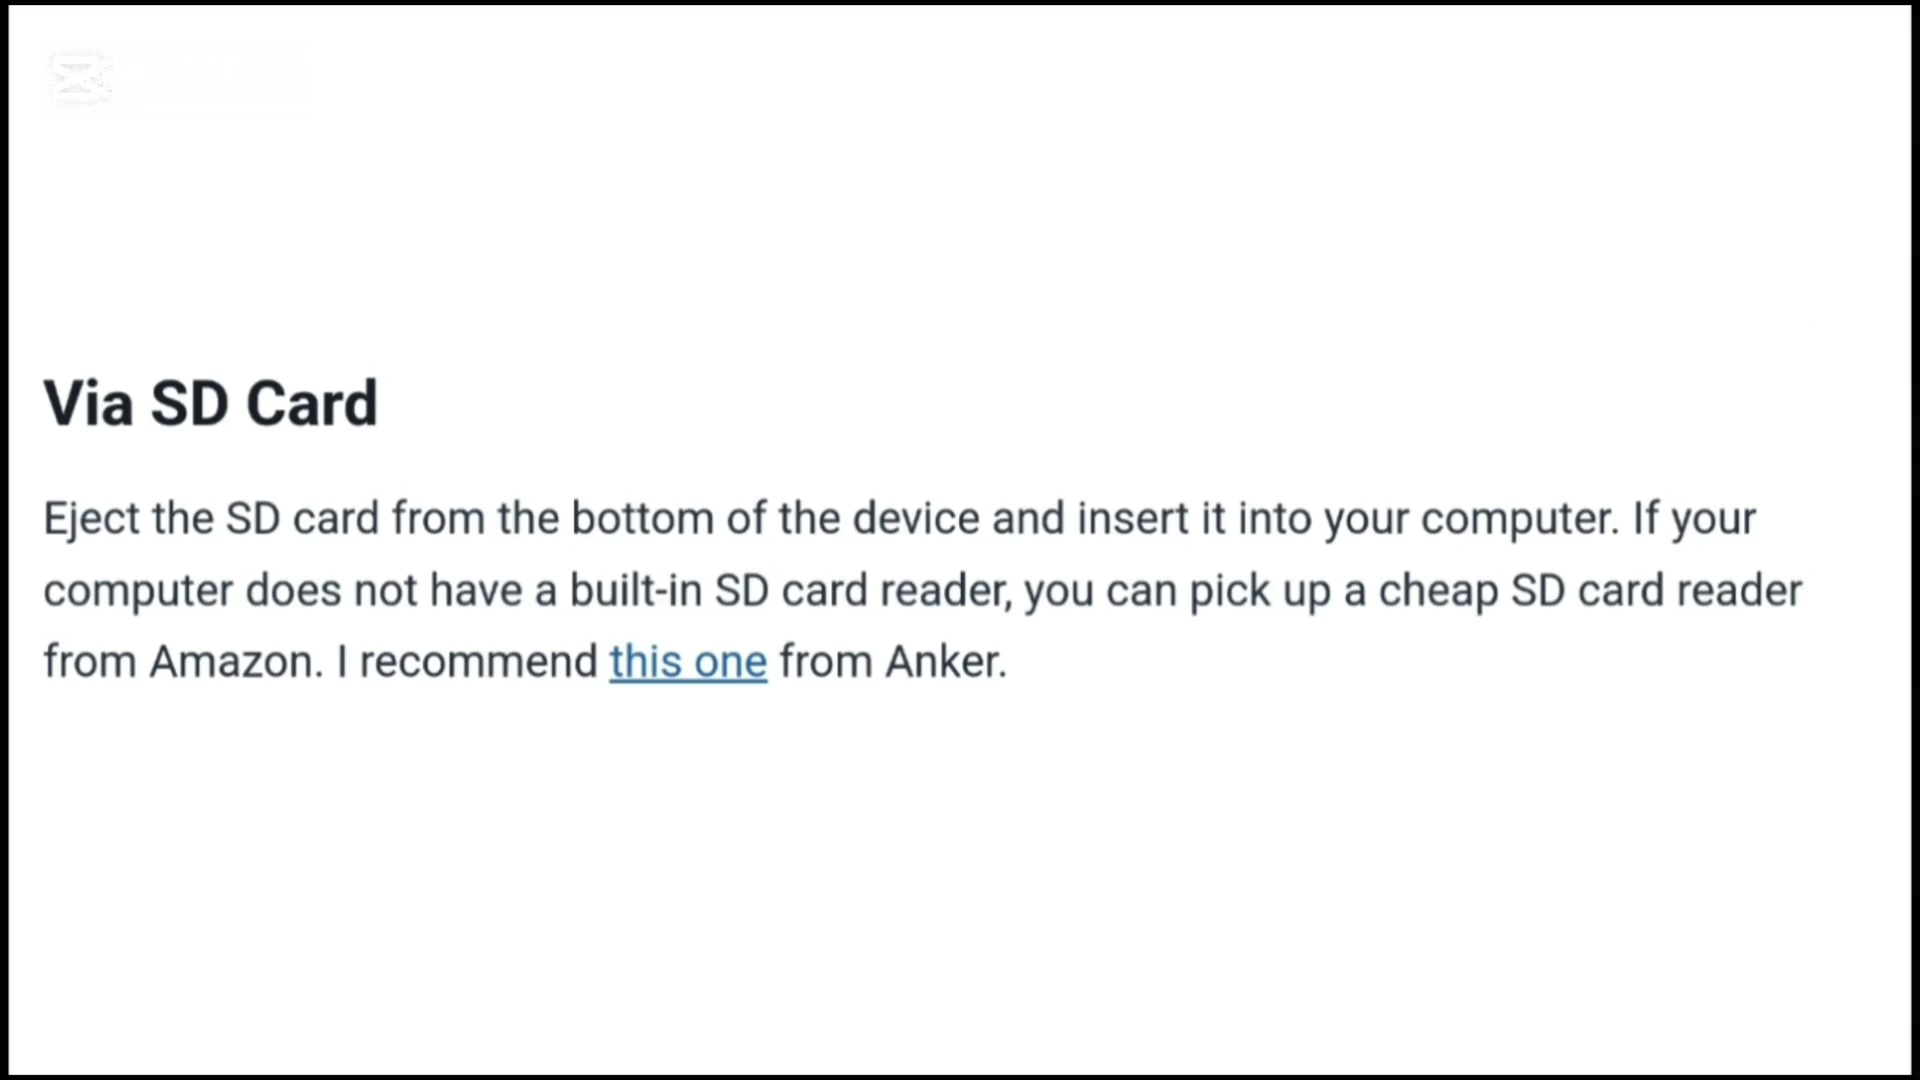 Via SD Card
Eject the SD card from the bottom of the device and insert it into your computer. If your
computer does not have a built-in SD card reader, you can pick up a cheap SD card reader
from Amazon. I recommend this one from Anker.